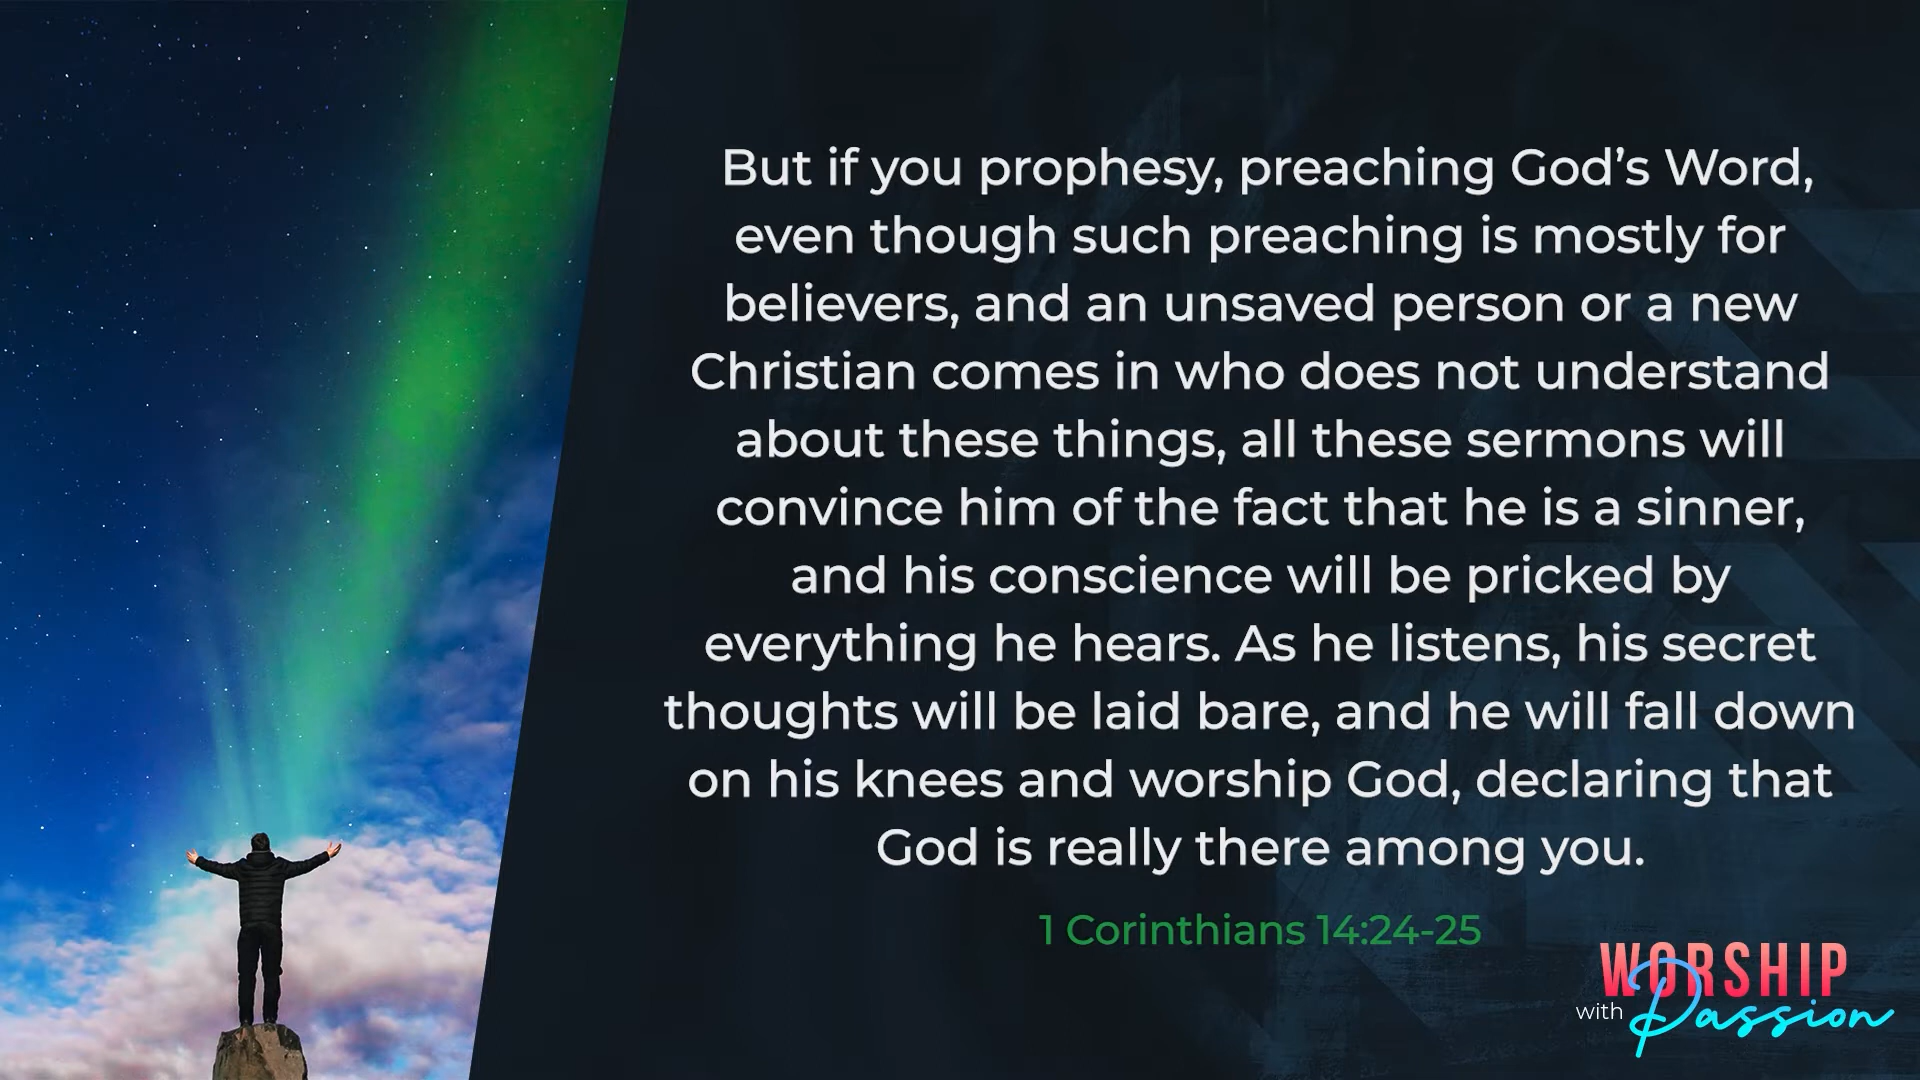 But if you prophesy, preaching God’s Word,
even though such preaching is mostly for
believers, and an unsaved person or a new
Christian comes in who does not understand
about these things, all these sermons will
convince him of the fact that he is a sinner,
and his conscience will be pricked by
everything he hears. As he listens, his secret
thoughts will be laid bare, and he will fall down
on his knees and worship God, declaring that
God is really there among you.
1 Corinthians 14:24-25
WORSHIP
with Passion